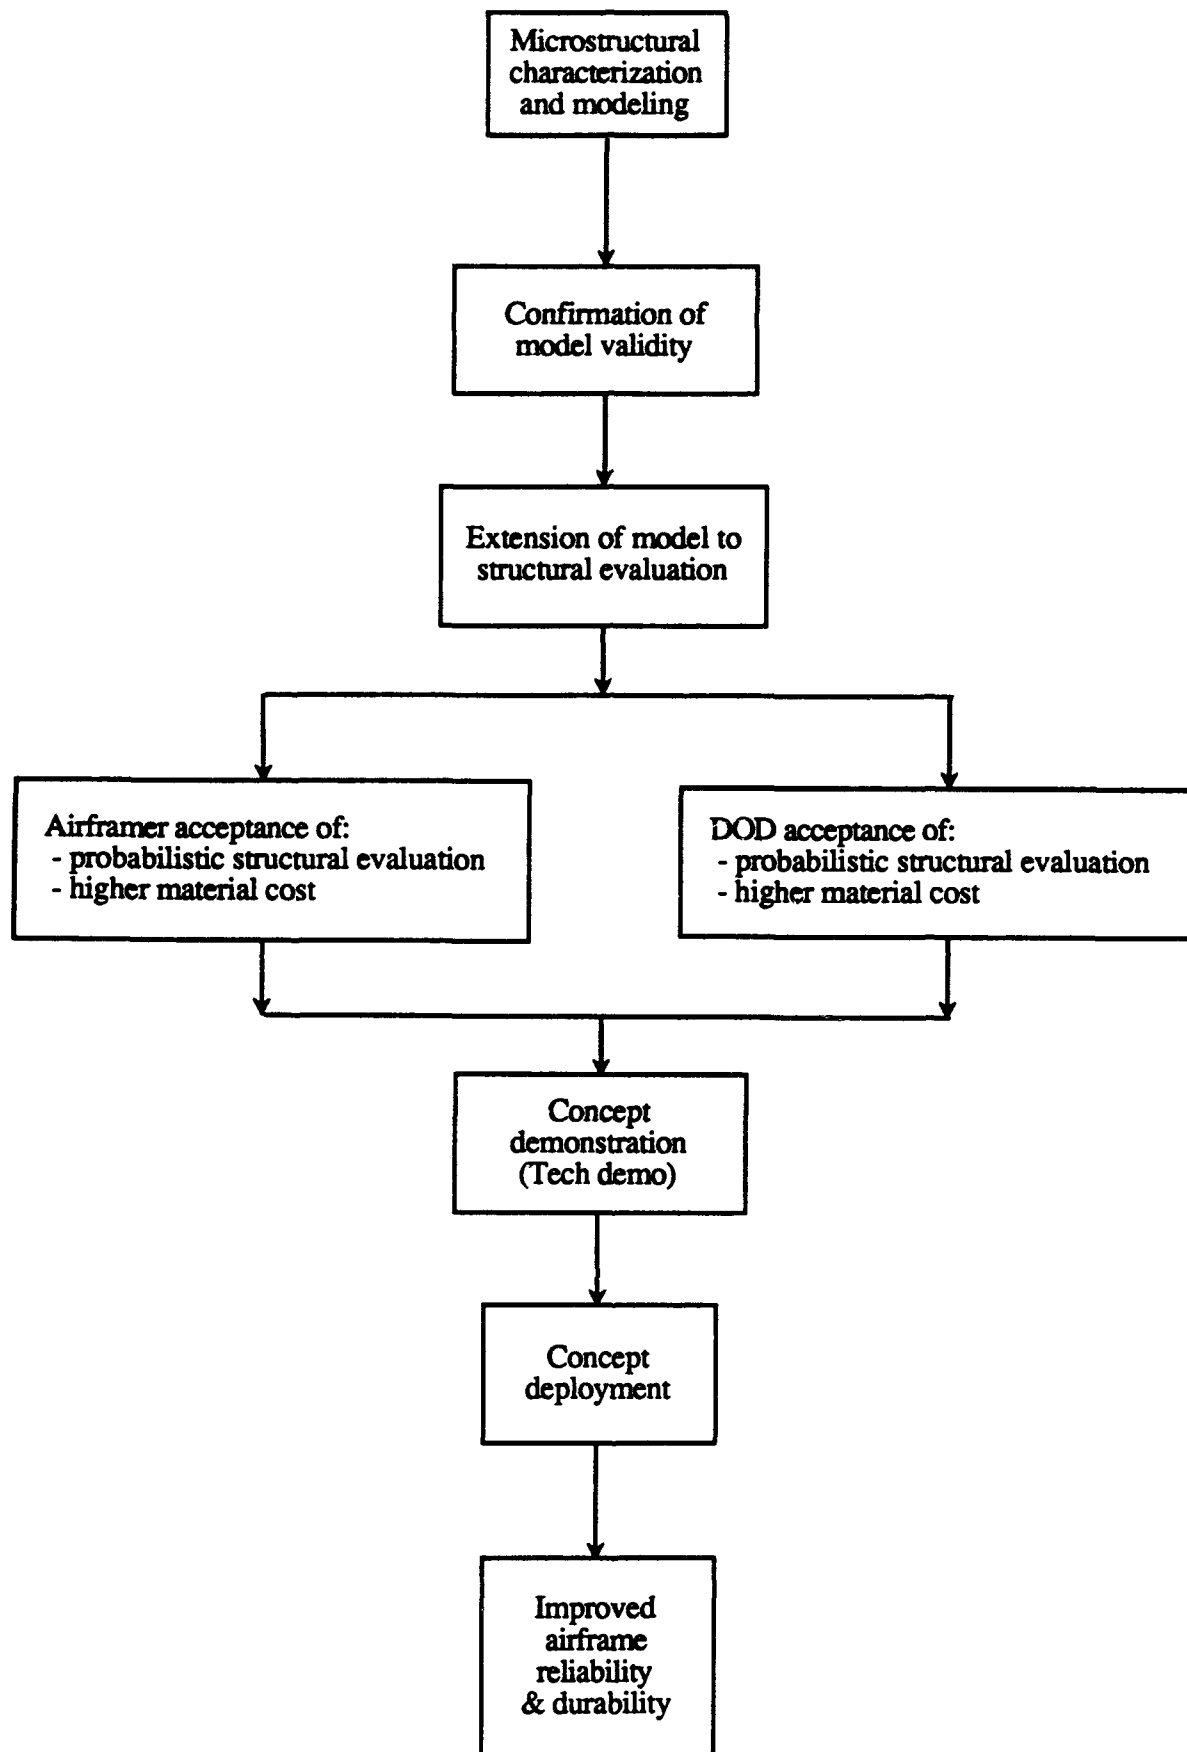 Microstructural
characterization
and modeling
Confirmation of
model validity
Extension of model to
structural evaluation
Airframer acceptance of:
- probabilistic structural evaluation
- higher material cost
DOD acceptance of:
- probabilistic structural evaluation
- higher material cost
Concept
demonstration
(Tech demo)
Concept
deployment
Improved
airframe
reliability
& durability